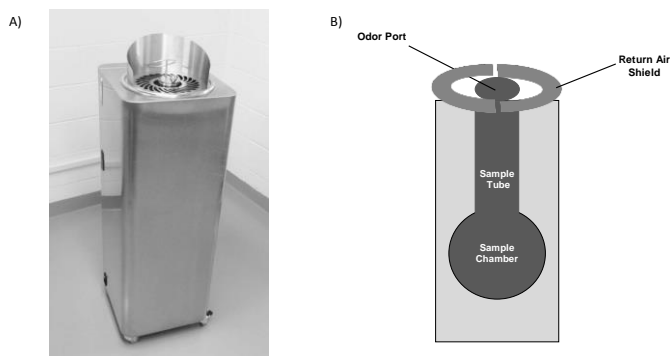 A)
B)
Odor Port
Return Air
Shield
Sample
Tube
Sample
Chamber